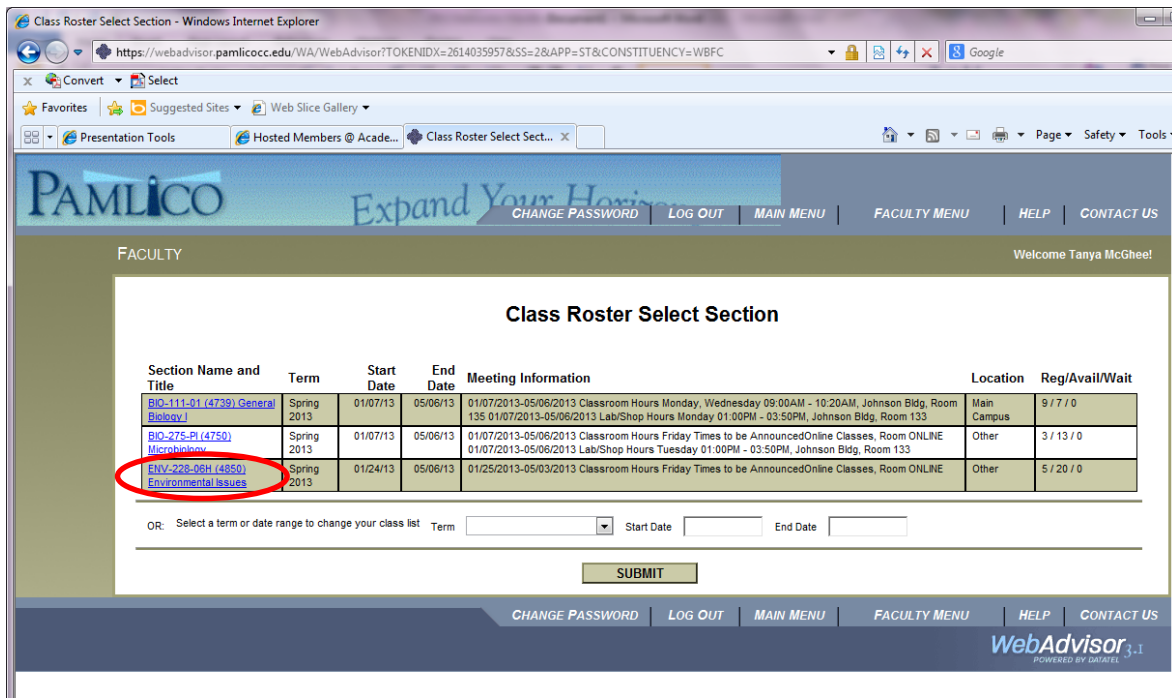 Class Roster Select Section - Windows Internet Explorer
https://webadvisor.pamlicocc.edu/WA/WebAdvisor?TOKENIDX=2614035957&SS=2&APP=ST&CONSTITUENCY=WBFC
Google
x Convert Select
Favorites Suggested Sites Web Slice Gallery
Presentation Tools Hosted Members @ Acade... Class Roster Select Sect... X Page Safety Tools
PAMLICO Expand Your
CHANGE PASSWORD LOG OUT MAIN MENU FACULTY MENU HELP CONTACT US
FACULTY Welcome Tanya McGhee!
Class Roster Select Section
Section Name and Title Term Start Date End Date Meeting Information Location Reg/Avail/Wait
BIO-111-01 (4739) General Spring 01/07/13 05/06/13 01/07/2013-05/06/2013 Classroom Hours Monday, Wednesday 09:00AM - 10:20AM, Johnson Bldg, Room Main 9 / 7 / 0
Biology I 2013 135 01/07/2013-05/06/2013 Lab/Shop Hours Monday 01:00PM - 03:50PM, Johnson Bldg, Room 133 Campus
BIO-275-PI (4750) Spring 01/07/13 05/06/13 01/07/2013-05/06/2013 Classroom Hours Friday Times to be AnnouncedOnline Classes, Room ONLINE Other 3 / 13 / 0
Microbiology 2013 01/07/2013-05/06/2013 Lab/Shop Hours Tuesday 01:00PM - 03:50PM, Johnson Bldg, Room 133
ENV-228-06H (4850) Spring 01/24/13 05/06/13 01/25/2013-05/03/2013 Classroom Hours Friday Times to be AnnouncedOnline Classes, Room ONLINE Other 5 / 20 / 0
Environmental Issues 2013
OR: Select a term or date range to change your class list Term Start Date End Date
SUBMIT
CHANGE PASSWORD LOG OUT MAIN MENU FACULTY MENU HELP CONTACT US
WebAdvisor 3.1
POWERED BY DATATEL